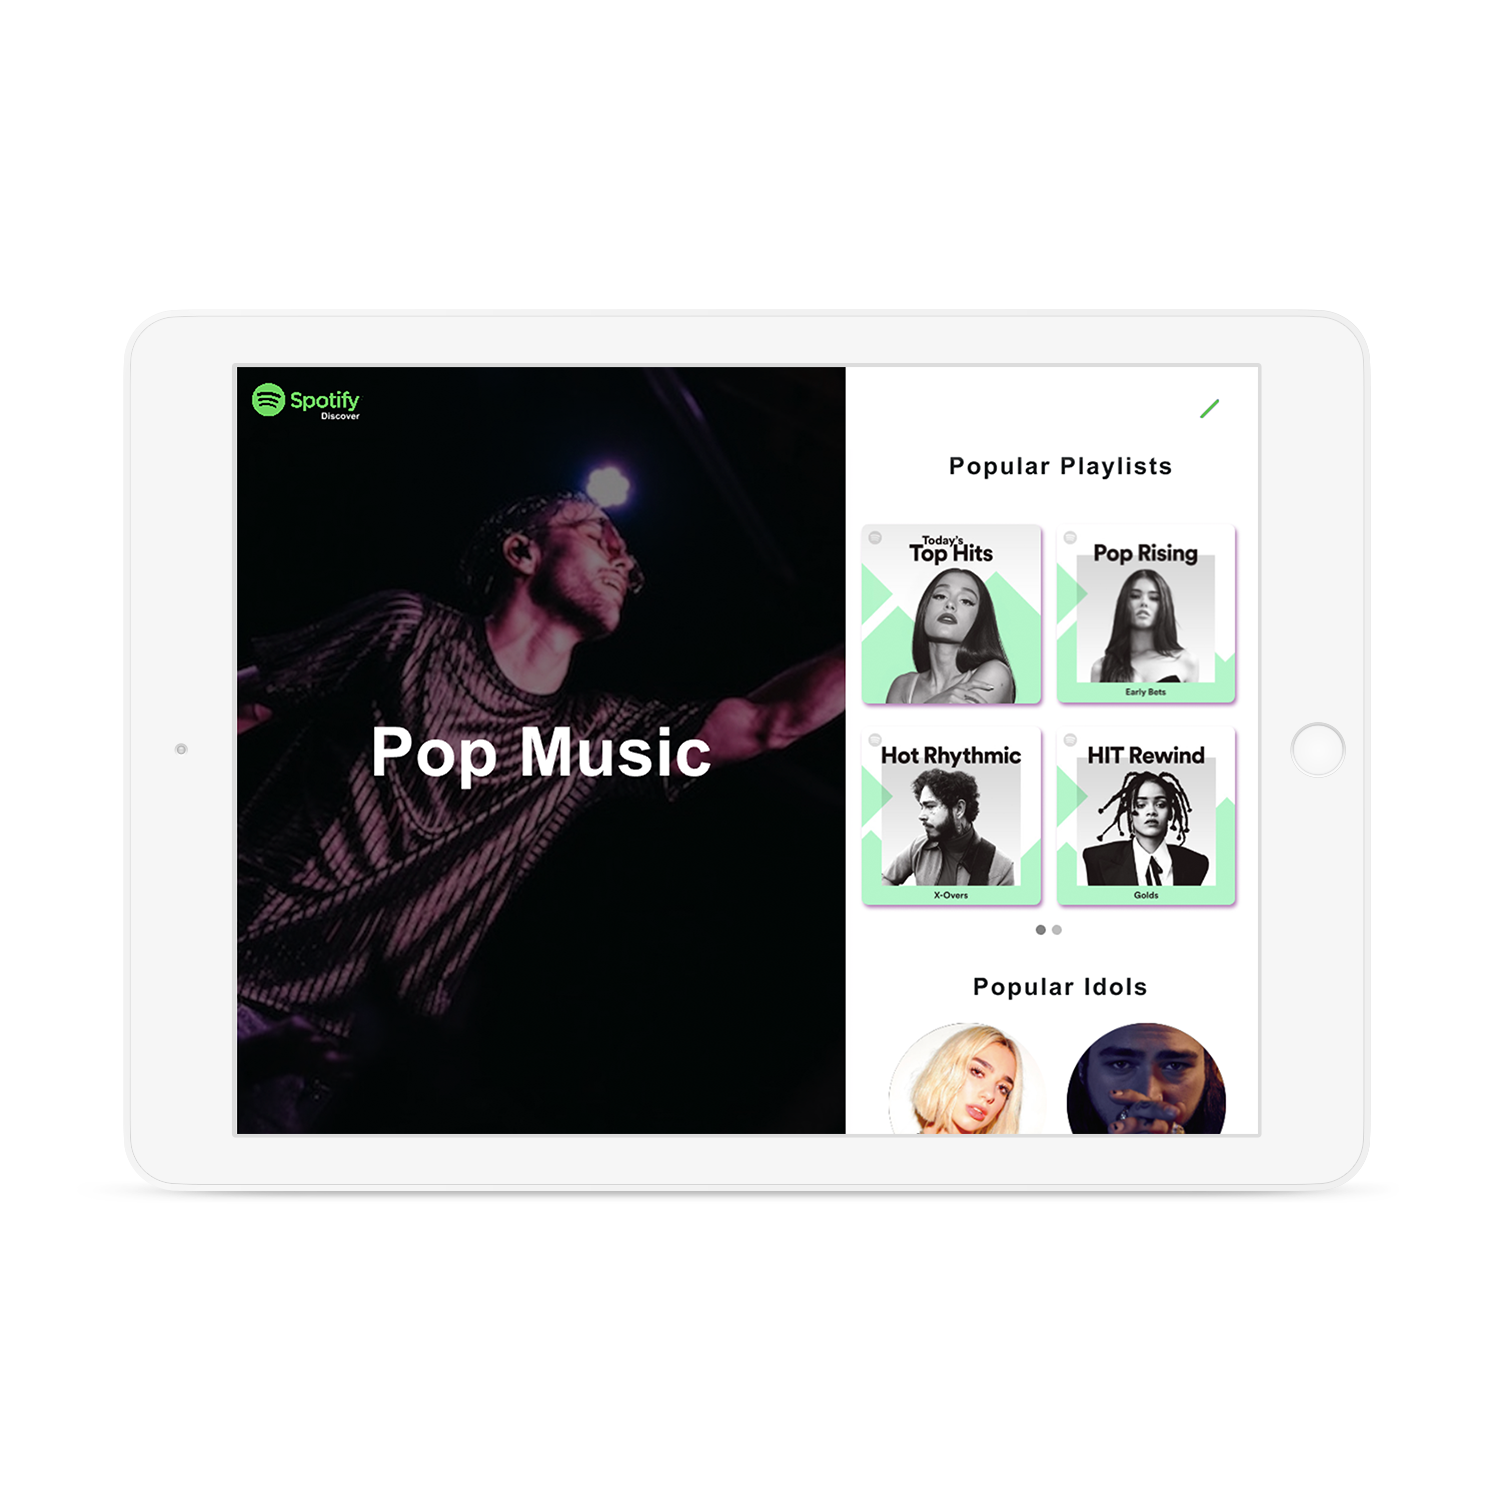 Spotify
Discover
Pop Music
Popular Playlists
Today's
Top Hits
Pop Rising
Early Bets
Hot Rhythmic
X-Overs
HIT Rewind
Golds
Popular Idols